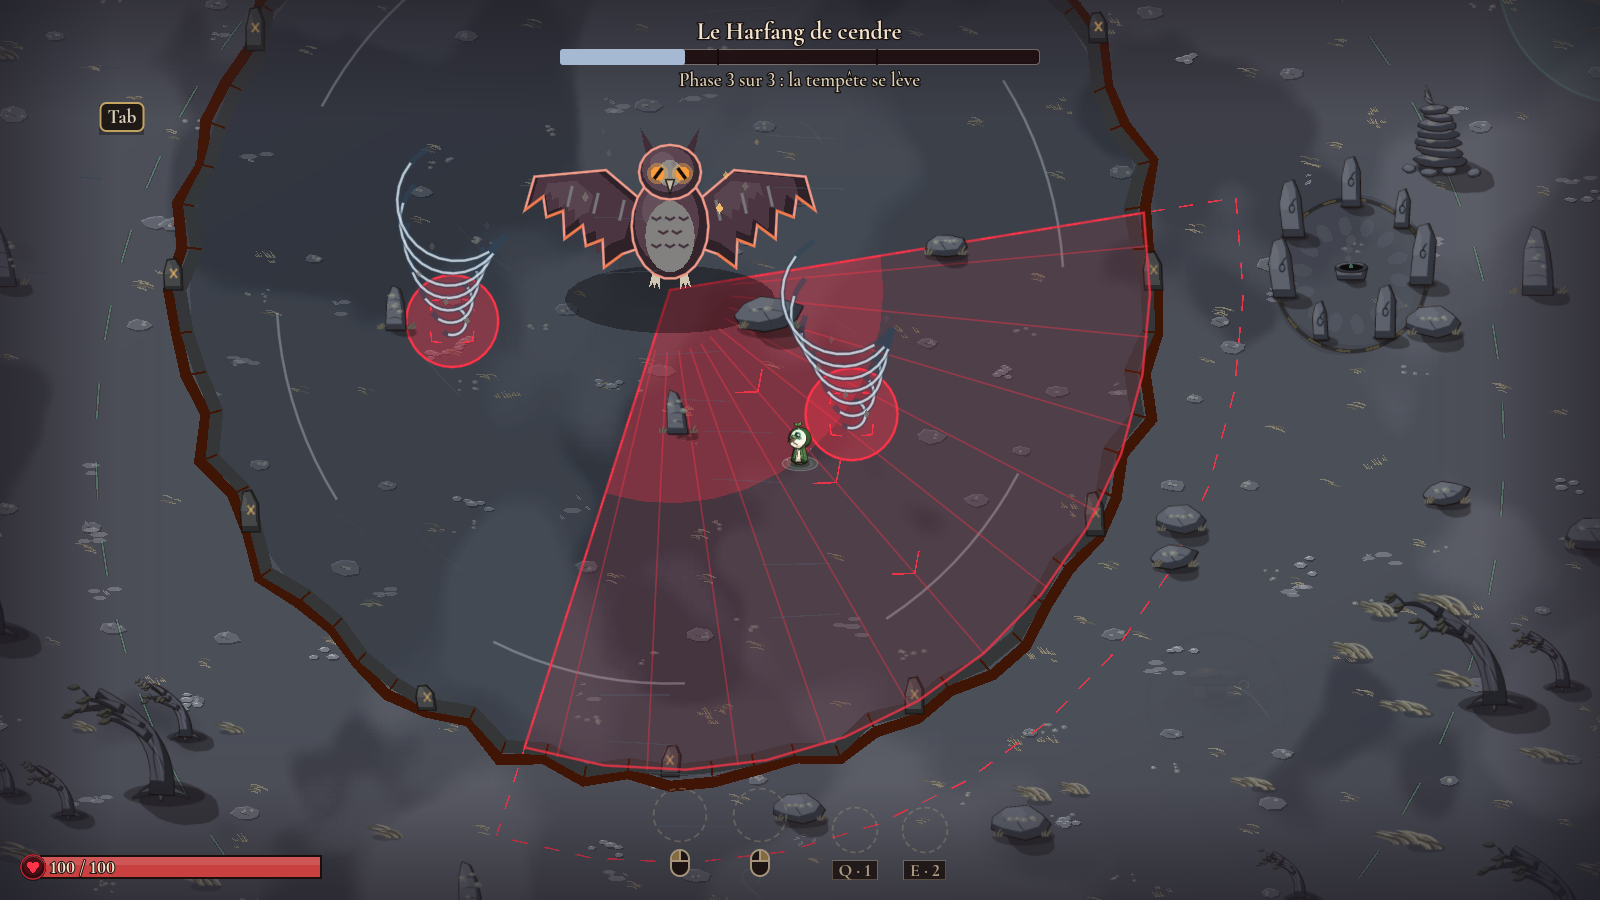 Le Harfang de cendre
Phase 3 sur 3 : la tempête se lève
Tab
100 / 100
Q · 1
E · 2